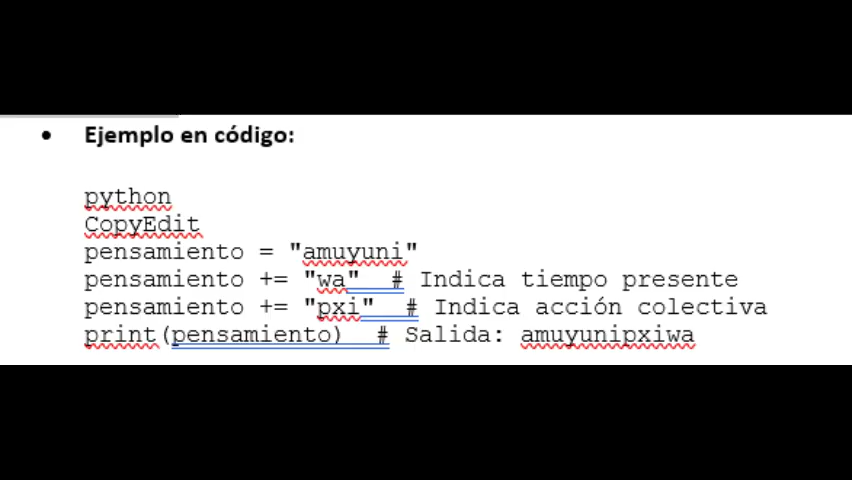 • Ejemplo en código:
python
CopyEdit
pensamiento = "amuyuni"
pensamiento += "wa"  # Indica tiempo presente
pensamiento += "pxi"  # Indica acción colectiva
print(pensamiento)  # Salida: amuyunipxiwa